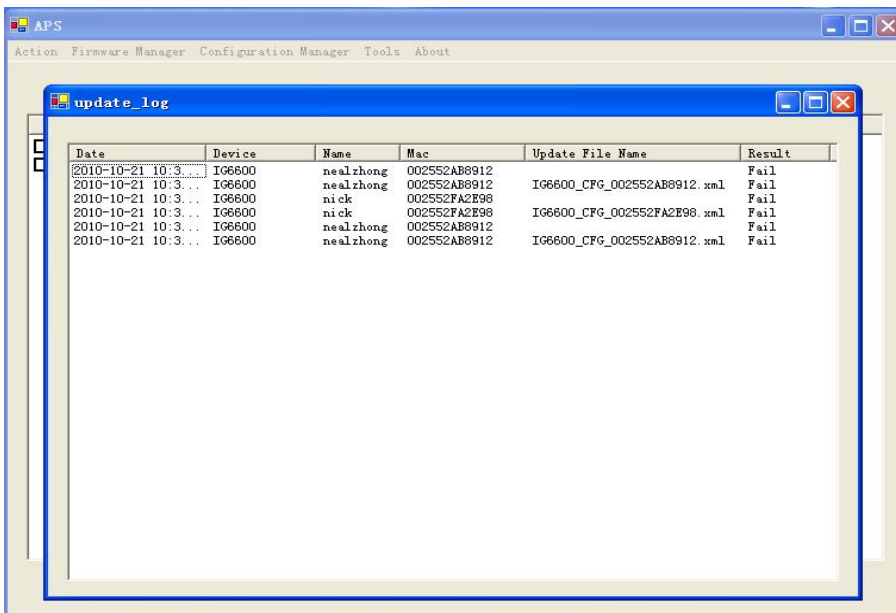 APS
Action Firmware Manager Configuration Manager Tools About
update_log
Date Device Name Mac Update File Name Result
2010-10-21 10:3... IG6600 nealzhong 002552AB8912 Fail
2010-10-21 10:3... IG6600 nealzhong 002552AB8912 IG6600_CFG_002552AB8912.xml Fail
2010-10-21 10:3... IG6600 nick 002552FA2E98 Fail
2010-10-21 10:3... IG6600 nick 002552FA2E98 IG6600_CFG_002552FA2E98.xml Fail
2010-10-21 10:3... IG6600 nealzhong 002552AB8912 Fail
2010-10-21 10:3... IG6600 nealzhong 002552AB8912 IG6600_CFG_002552AB8912.xml Fail